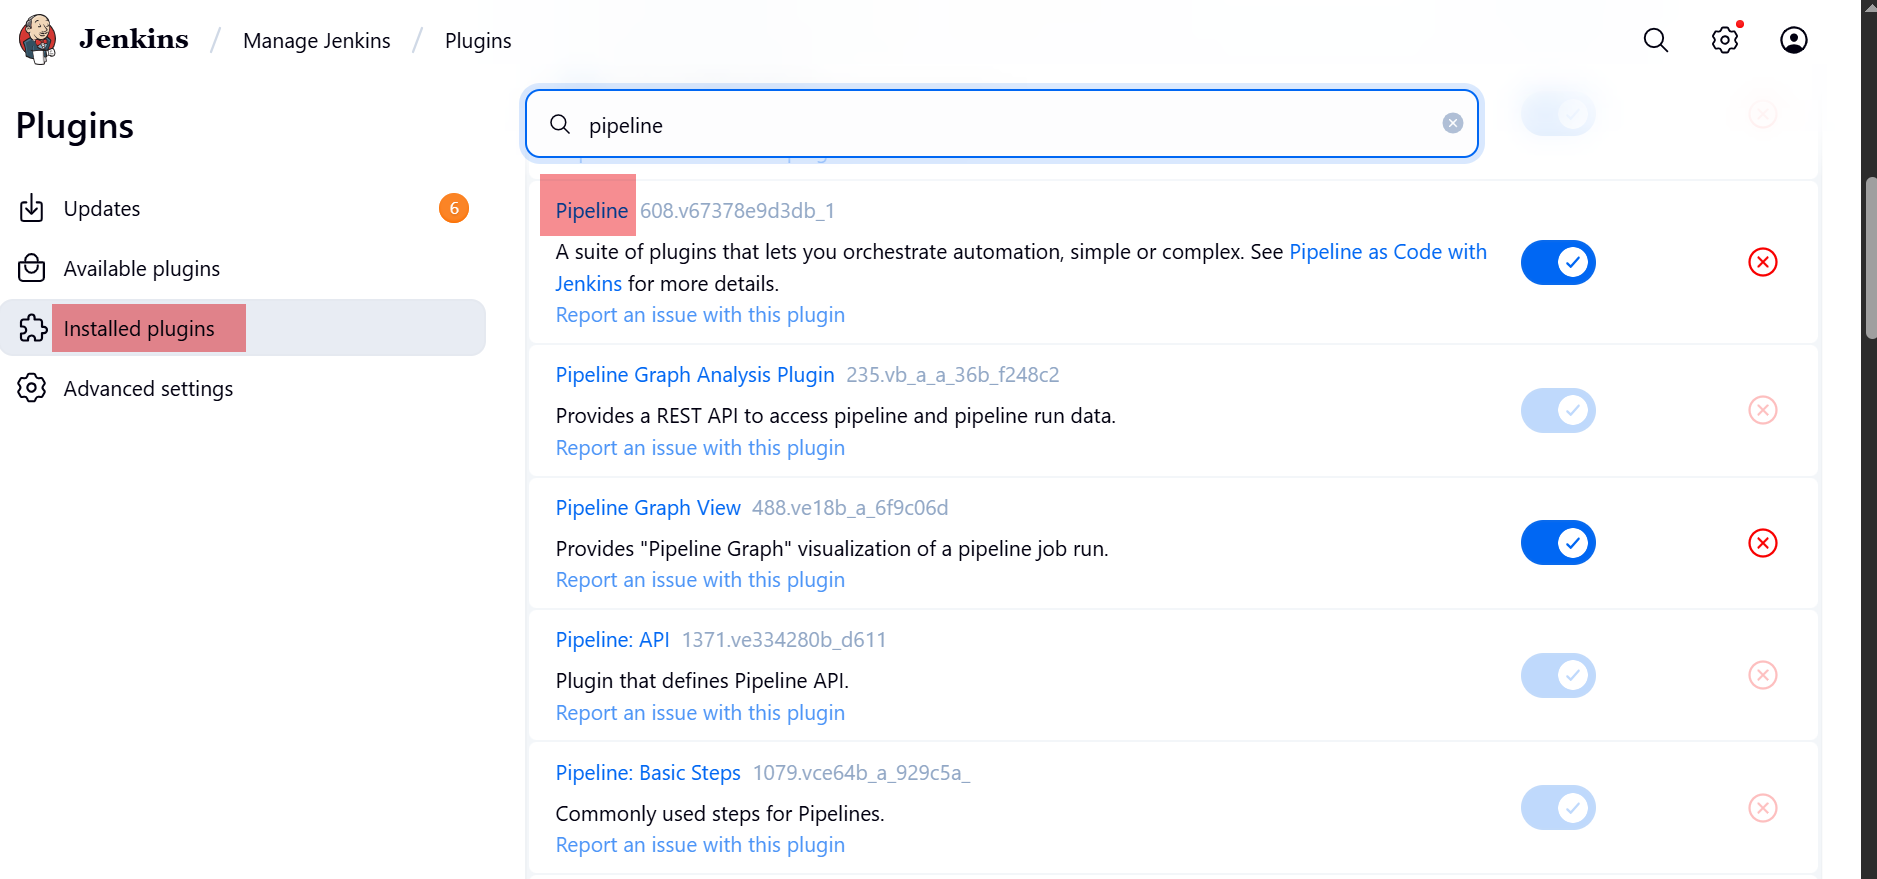 Jenkins / Manage Jenkins / Plugins
Plugins
Updates 6
Available plugins
Installed plugins
Advanced settings
pipeline
Pipeline 608.v67378e9d3db_1
A suite of plugins that lets you orchestrate automation, simple or complex. See Pipeline as Code with
Jenkins for more details.
Report an issue with this plugin
Pipeline Graph Analysis Plugin 235.vb_a_a_36b_f248c2
Provides a REST API to access pipeline and pipeline run data.
Report an issue with this plugin
Pipeline Graph View 488.ve18b_a_6f9c06d
Provides "Pipeline Graph" visualization of a pipeline job run.
Report an issue with this plugin
Pipeline: API 1371.ve334280b_d611
Plugin that defines Pipeline API.
Report an issue with this plugin
Pipeline: Basic Steps 1079.vce64b_a_929c5a_
Commonly used steps for Pipelines.
Report an issue with this plugin